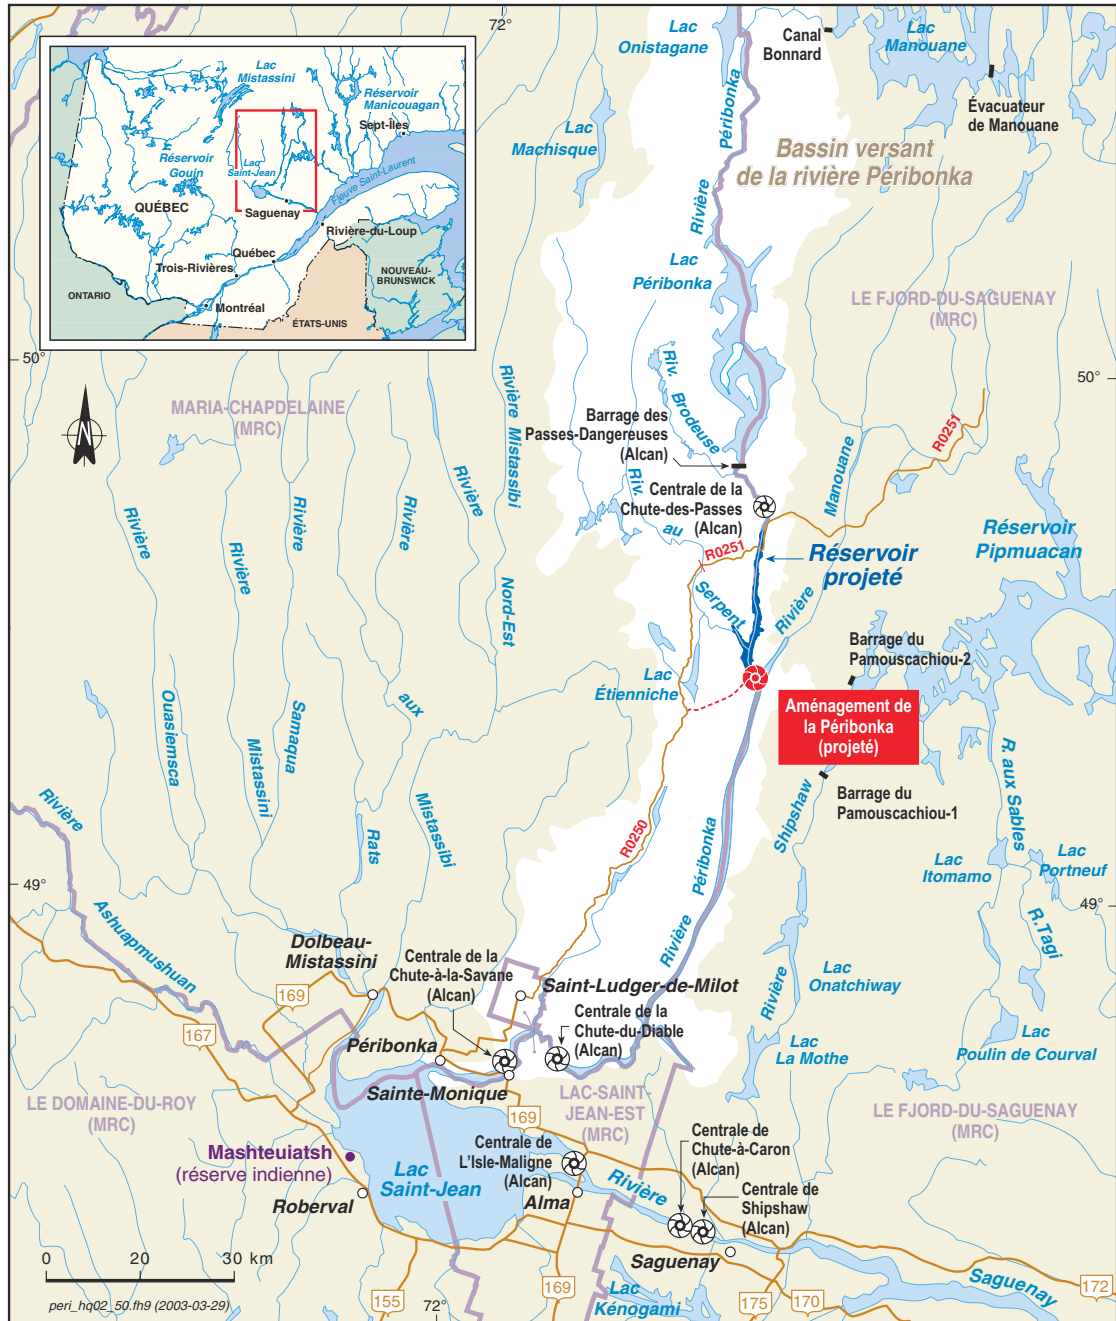 72°
Lac
Onistagane
Canal
Bonnard
Lac
Manouane
Évacuateur
de Manouane
Péribonka
Rivière
Lac
Machisque
Bassin versant
de la rivière Péribonka
Lac
Mistassini
Réservoir
Manicouagan
Sept-Îles
Réservoir
Gouin
Lac
Saint-Jean
QUÉBEC
Saguenay
Fleuve Saint-Laurent
Rivière-du-Loup
Québec
Trois-Rivières
NOUVEAU-
BRUNSWICK
ONTARIO
Montréal
ÉTATS-UNIS
Lac
Péribonka
LE FJORD-DU-SAGUENAY
(MRC)
50°
50°
MARIA-CHAPDELAINE
(MRC)
Riv.
Brodeuse
Barrage des
Passes-Dangereuses
(Alcan)
R0251
Centrale de la
Chute-des-Passes
(Alcan)
Manouane
Rivière
Riv.
au
Serpent
R0251
Réservoir
projeté
Réservoir
Pipmuacan
Rivière Mistassibi
Nord-Est
Rivière
Rivière
Rivière
Rivière
Rivière
Ouasiemsca
Mistassini
Samaqua
aux
Rats
Mistassibi
Lac
Étienniche
Barrage du
Pamouscachiou-2
Aménagement de
la Péribonka
(projeté)
Barrage du
Pamouscachiou-1
Shipshaw
Rivière
R. aux Sables
R0250
Péribonka
Rivière
Lac
Itomamo
Lac
Portneuf
R.Tagi
49°
49°
Rivière
Ashuapmushuan
Dolbeau-
Mistassini
Centrale de la
Chute-à-la-Savane
(Alcan)
Saint-Ludger-de-Milot
Centrale de la
Chute-du-Diable
(Alcan)
Lac
Onatchiway
169
167
Péribonka
Sainte-Monique
Lac
La Mothe
Lac
Poulin de Courval
LE DOMAINE-DU-ROY
(MRC)
LAC-SAINT-
JEAN-EST
(MRC)
LE FJORD-DU-SAGUENAY
(MRC)
169
Mashteuiatsh
(réserve indienne)
Centrale de
L'Isle-Maligne
(Alcan)
Centrale de
Chute-à-Caron
(Alcan)
Lac
Saint-Jean
Roberval
Alma
Rivière
Centrale de
Shipshaw
(Alcan)
Saguenay
Saguenay
0 20 30 km
Lac
Kénogami
155
169
175
170
172
72°
peri_hq02_50.fh9 (2003-03-29)